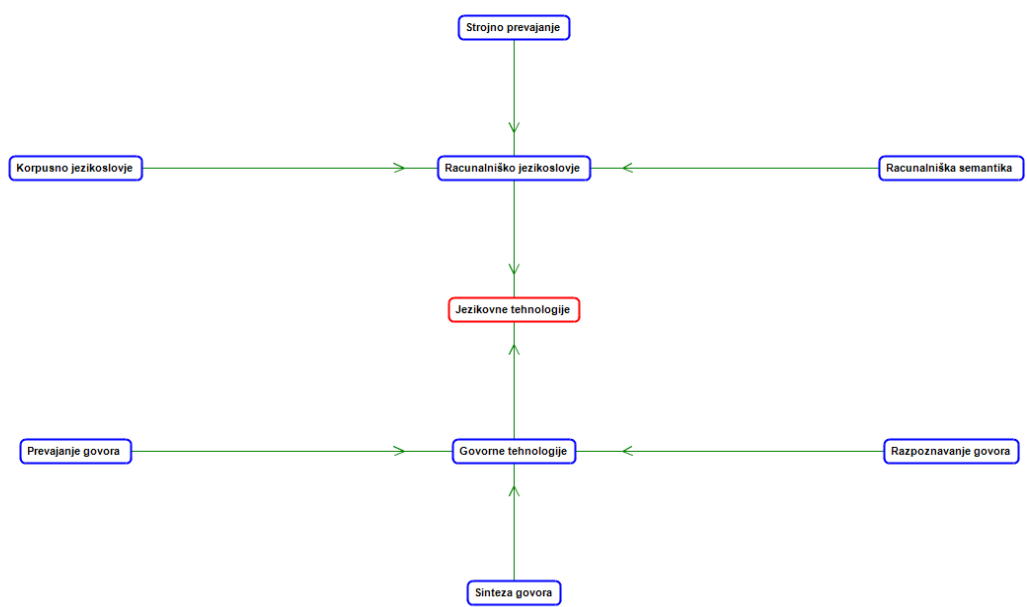 Strojno prevajanje
Korpusno jezikoslovje
Racunalniško jezikoslovje
Racunalniška semantika
Jezikovne tehnologije
Prevajanje govora
Govorne tehnologije
Razpoznavanje govora
Sinteza govora